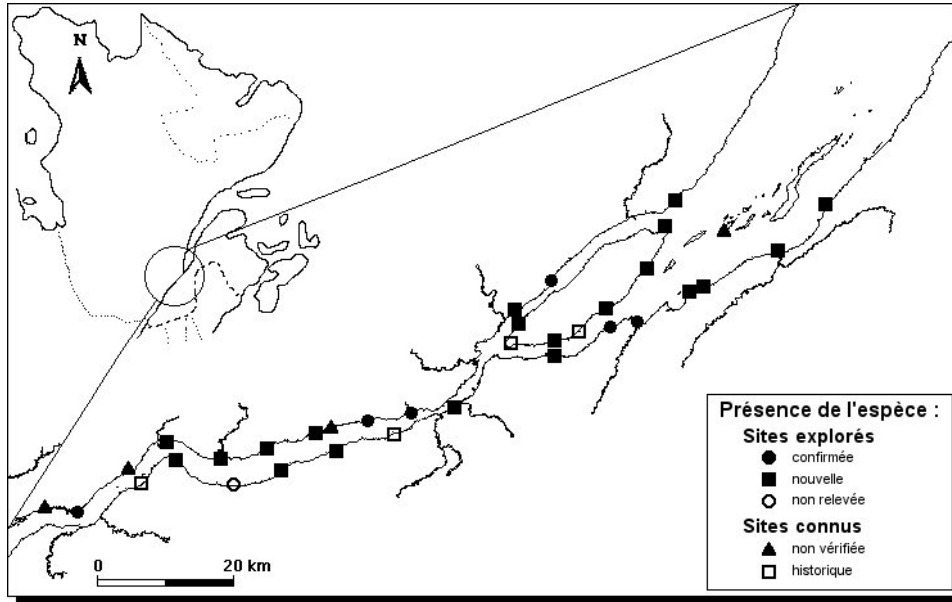 N
Présence de l'espèce :
Sites explorés
confirmée
nouvelle
non relevée
Sites connus
non vérifiée
historique
0 20 km